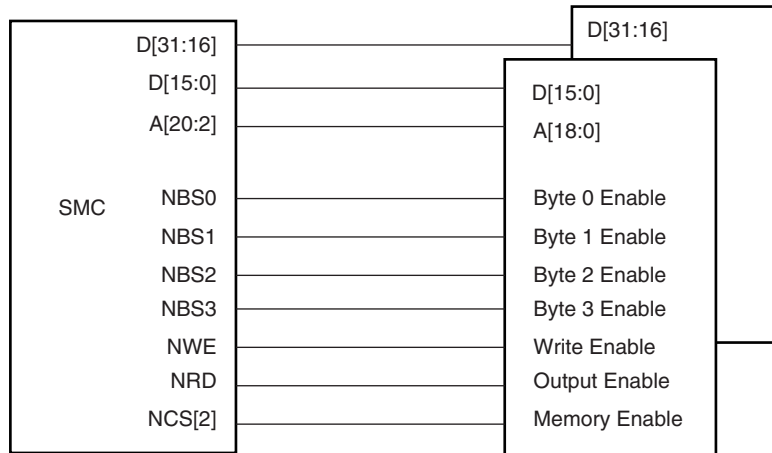 D[31:16] D[31:16]
D[15:0] D[15:0]
A[20:2] A[18:0]
SMC NBS0 Byte 0 Enable
NBS1 Byte 1 Enable
NBS2 Byte 2 Enable
NBS3 Byte 3 Enable
NWE Write Enable
NRD Output Enable
NCS[2] Memory Enable